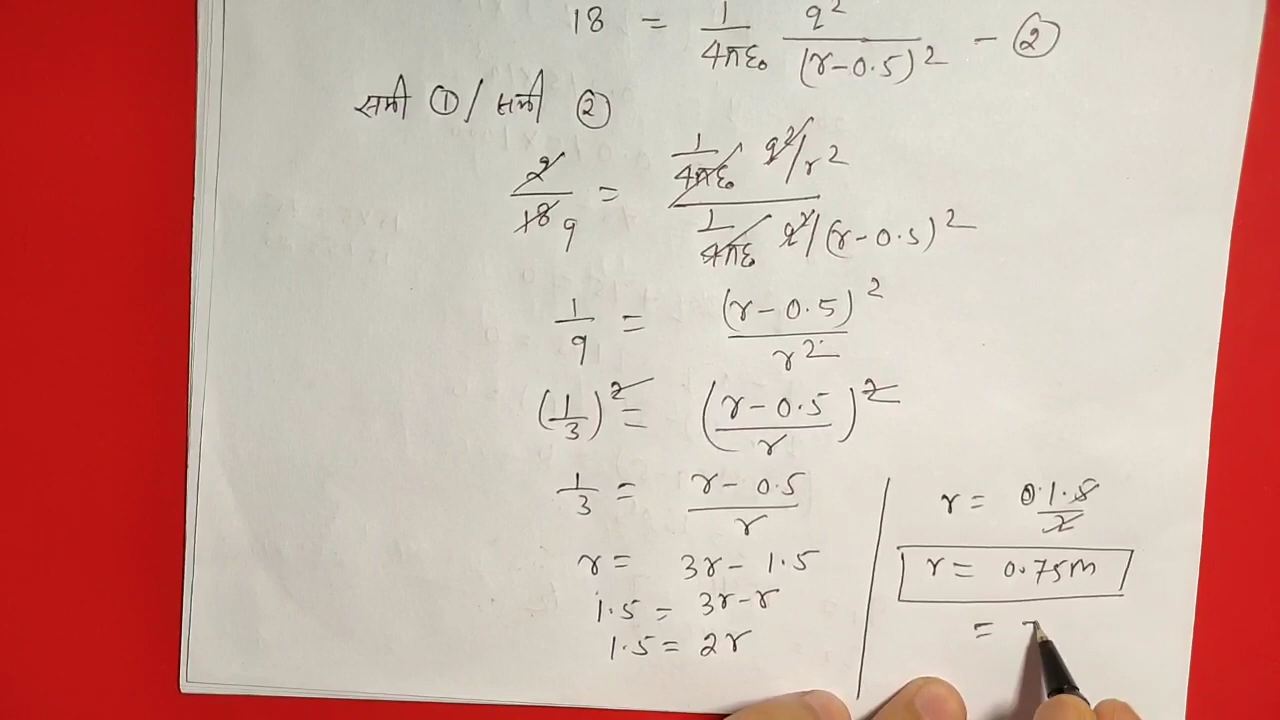 18 = 1/4πε₀ q²/(r-0.5)² - ②
समी ① / समी ②
2/18 9 = 1/4πε₀ q²/r² / 1/4πε₀ q²/(r-0.5)²
1/9 = (r-0.5)²/r²
(1/3)² = (r-0.5/r)²
1/3 = r-0.5/r
r = 3r-1.5
1.5 = 3r-r
1.5 = 2r
r = 0.1.5/2
r = 0.75m
=